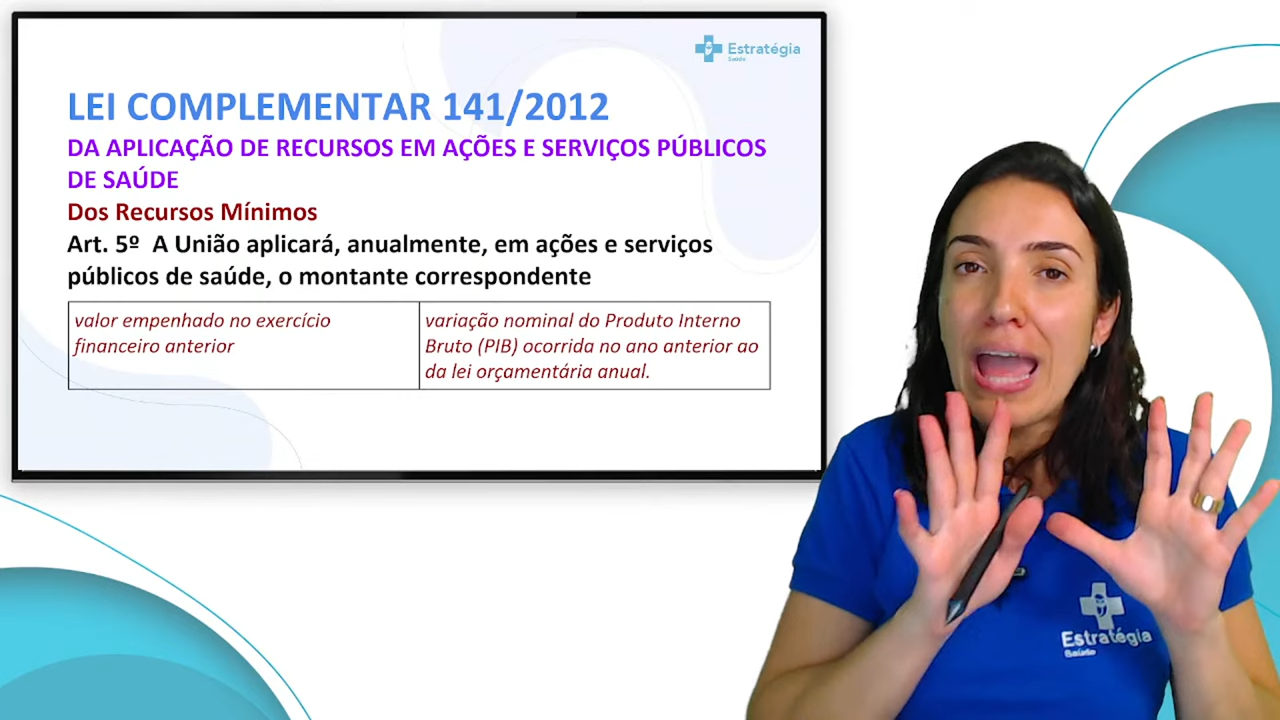 Estratégia
Saúde
LEI COMPLEMENTAR 141/2012
DA APLICAÇÃO DE RECURSOS EM AÇÕES E SERVIÇOS PÚBLICOS
DE SAÚDE
Dos Recursos Mínimos
Art. 5º A União aplicará, anualmente, em ações e serviços
públicos de saúde, o montante correspondente
valor empenhado no exercício
financeiro anterior
variação nominal do Produto Interno
Bruto (PIB) ocorrida no ano anterior ao
da lei orçamentária anual.
Estratégia
Saúde